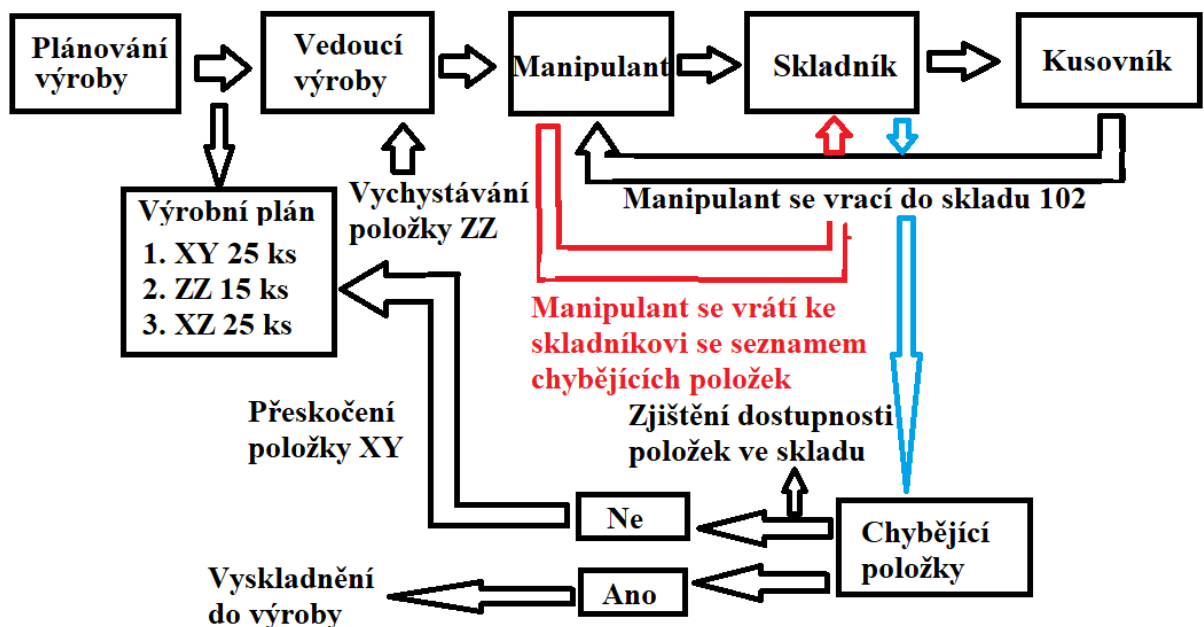 Plánování
výroby
Vedoucí
výroby
Manipulant
Skladník
Kusovník
Výrobní plán
1. XY 25 ks
2. ZZ 15 ks
3. XZ 25 ks
Vychystávání
položky ZZ
Manipulant se vrací do skladu 102
Manipulant se vrátí ke
skladníkovi se seznamem
chybějících položek
Přeskočení
položky XY
Zjištění dostupnosti
položek ve skladu
Ne
Chybějící
položky
Vyskladnění
do výroby
Ano